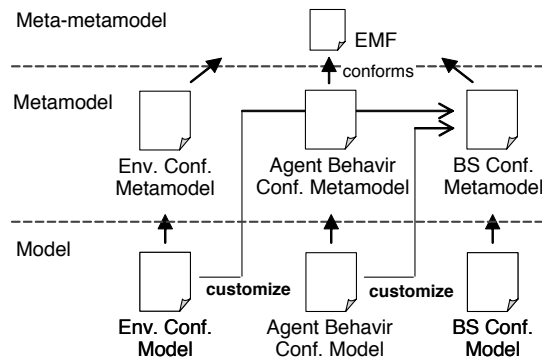 Meta-metamodel
EMF
conforms
Metamodel
Env. Conf.
Metamodel
Agent Behavir
Conf. Metamodel
BS Conf.
Metamodel
Model
customize
customize
Env. Conf.
Model
Agent Behavir
Conf. Model
BS Conf.
Model